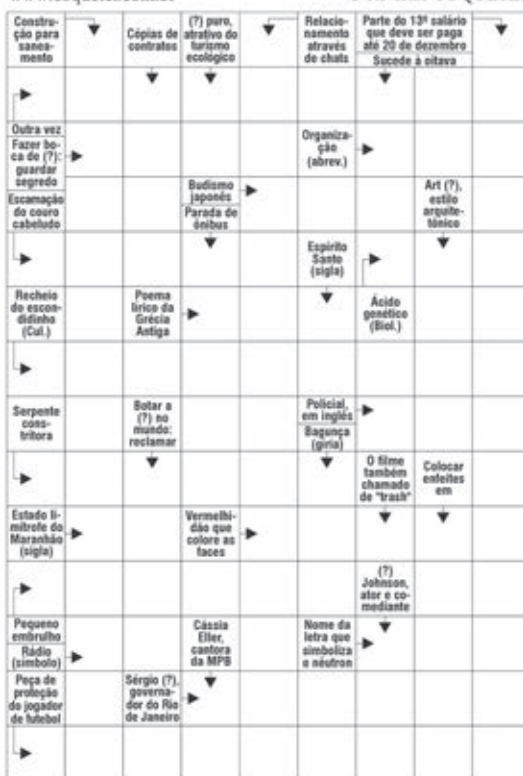 Constru-
ção para
sanea-
mento
Cópias de
contratos
(?) puro,
atrativo do
turismo
ecológico
Relacio-
namento
através
de chats
Parte do 13º salário
que deve ser paga
até 20 de dezembro
Sucede à oitava
Outra vez
Fazer bo-
ca de (?):
guardar
segredo
Escamação
do couro
cabeludo
Organiza-
ção
(abrev.)
Budismo
japonês
Parada de
ônibus
Art (?),
estilo
arquite-
tônico
Espírito
Santo
(sigla)
Recheio
do escon-
didinho
(Cul.)
Poema
lírico da
Grécia
Antiga
Ácido
genético
(Biol.)
Serpente
cons-
tritora
Botar a
(?) no
mundo:
reclamar
Policial,
em inglês
Bagunça
(gíria)
O filme
também
chamado
de "trash"
Colocar
enfeites
em
Estado li-
mítrofe do
Maranhão
(sigla)
Vermelhi-
dão que
colore as
faces
(?)
Johnson,
ator e co-
mediante
Pequeno
embrulho
Rádio
(símbolo)
Cássia
Eller,
cantora
da MPB
Nome da
letra que
simboliza
o nêutron
Peça de
proteção
do jogador
de futebol
Sérgio (?),
governa-
dor do Rio
de Janeiro